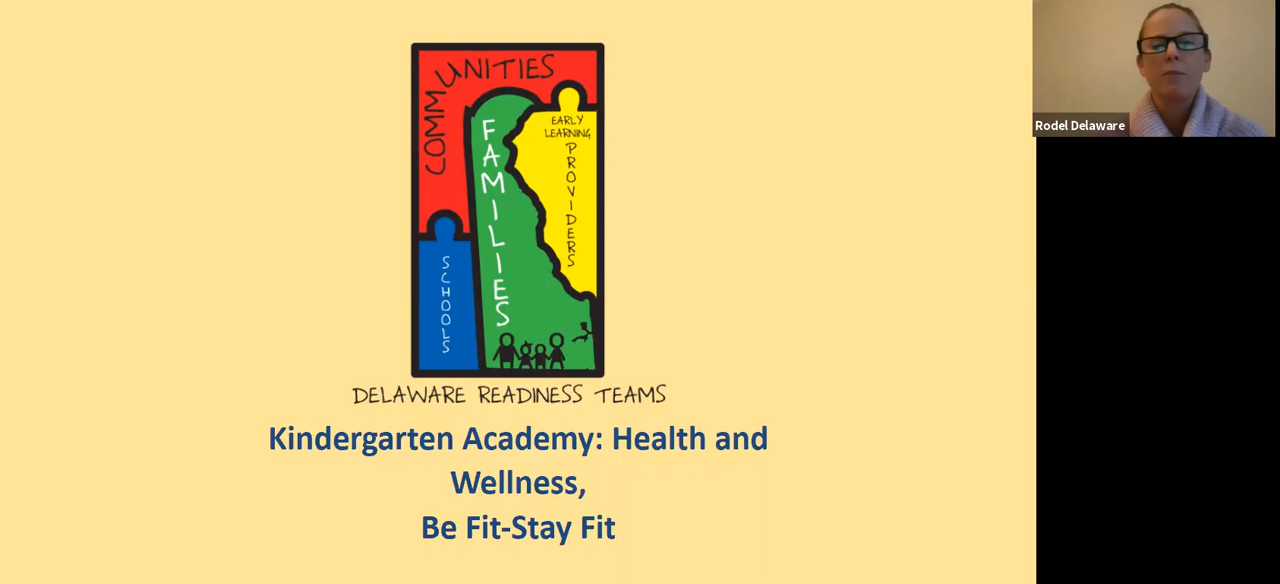 COMMUNITIES
EARLY
LEARNING
PROVIDERS
FAMILIES
SCHOOLS
DELAWARE READINESS TEAMS
Kindergarten Academy: Health and
Wellness,
Be Fit-Stay Fit
Rodel Delaware